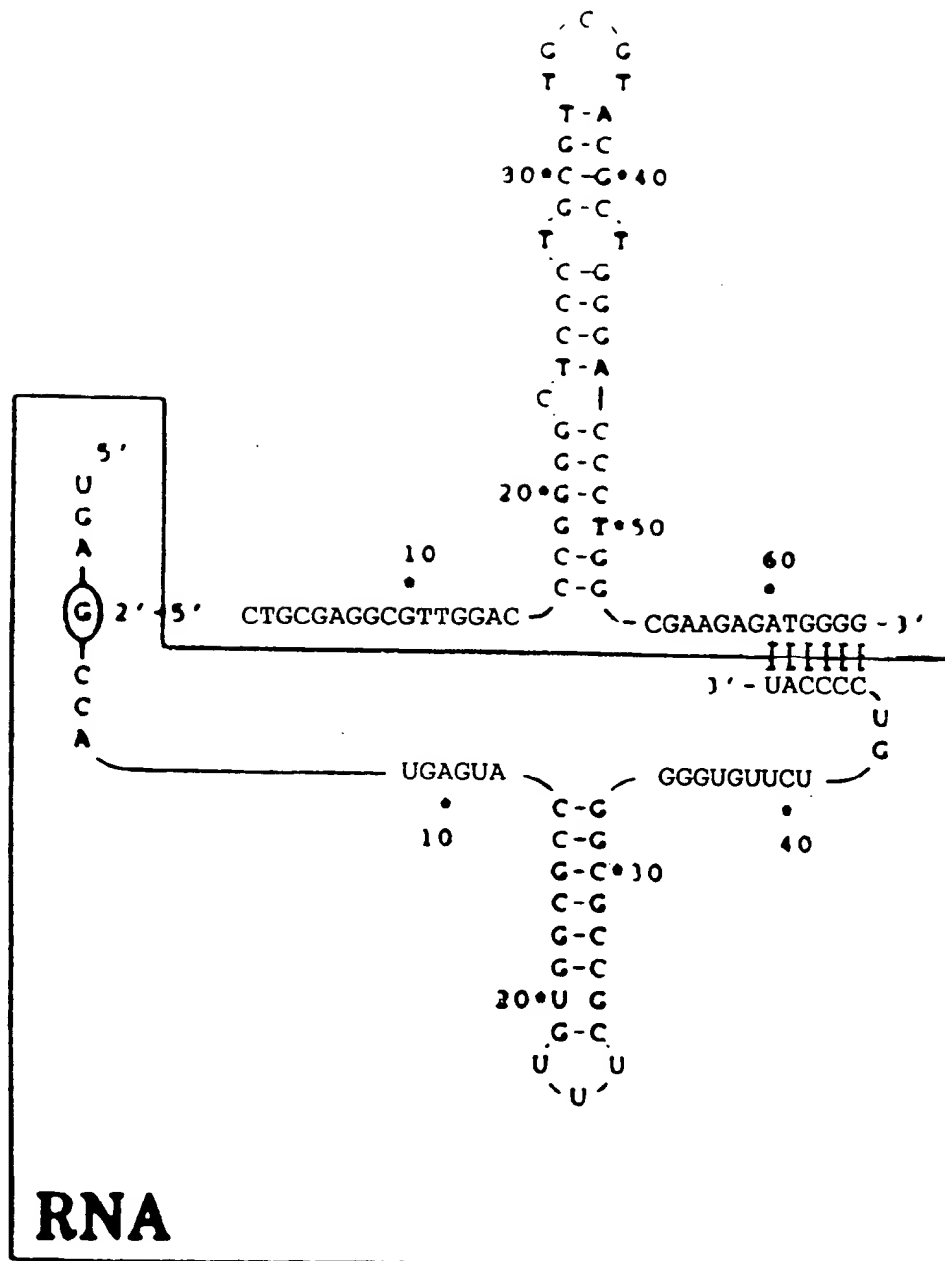 C
G G
T T
T - A
G - C
30 • C - G • 40
G - C
T T
C - G
C - G
C - G
T - A
C
G - C
G - C
20 • G - C
G T • 50
C - G
C - G
5'
U
G
A
G 2' - 5' CTGCGAGGCGTTGGAC CGAAGAGATGGGG - 3'
10
60
C
C
A
3' - UACCCC
U
G
UGAGUA GGGUGUUCU
10
40
C - G
C - G
G - C • 30
C - G
G - C
G - C
20 • U G
G - C
U U
U
RNA